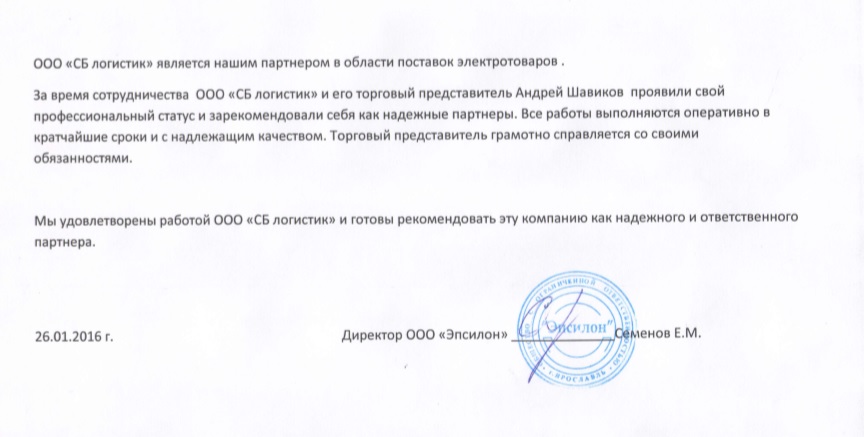 ООО «СБ логистик» является нашим партнером в области поставок электротоваров .
За время сотрудничества ООО «СБ логистик» и его торговый представитель Андрей Шавиков проявили свой
профессиональный статус и зарекомендовали себя как надежные партнеры. Все работы выполняются оперативно в
кратчайшие сроки и с надлежащим качеством. Торговый представитель грамотно справляется со своими
обязанностями.
Мы удовлетворены работой ООО «СБ логистик» и готовы рекомендовать эту компанию как надежного и ответственного
партнера.
26.01.2016 г.
Директор ООО «Эпсилон» ______________Семенов Е.М.
ОГРАНИЧЕННОЙ ОТВЕТСТВЕННОСТЬЮ
"Эпсилон"
г. ЯРОСЛАВЛЬ